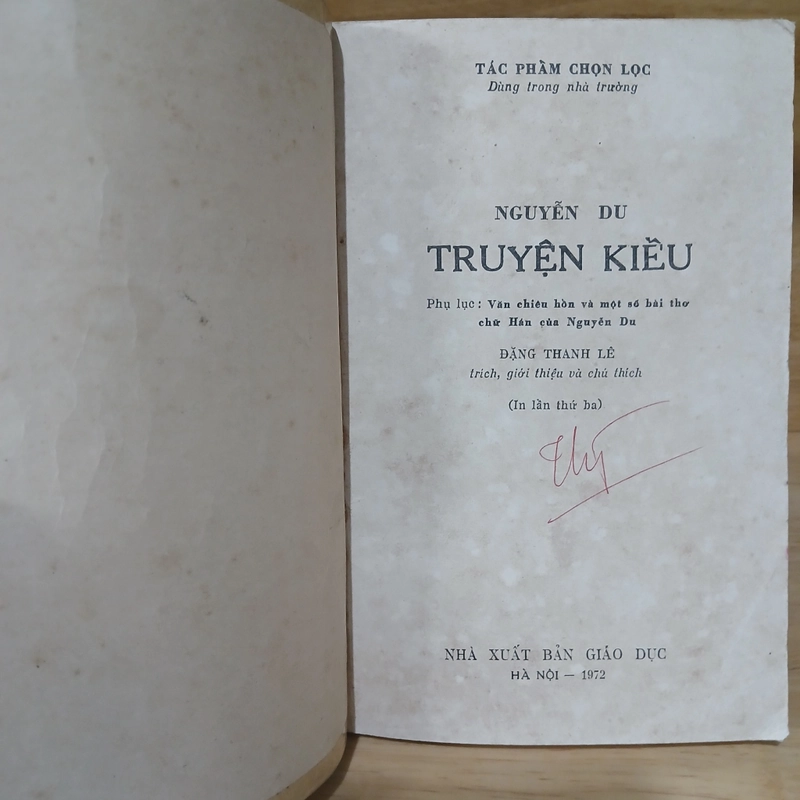 TÁC PHẦM CHỌN LỌC
Dùng trong nhà trường
NGUYỄN DU
TRUYỆN KIỀU
Phụ lục : Văn chiêu hồn và một số bài thơ
chữ Hán của Nguyễn Du
ĐẶNG THANH LÊ
trích, giới thiệu và chú thích
(In lần thứ ba)
NHÀ XUẤT BẢN GIÁO DỤC
HÀ NỘI — 1972